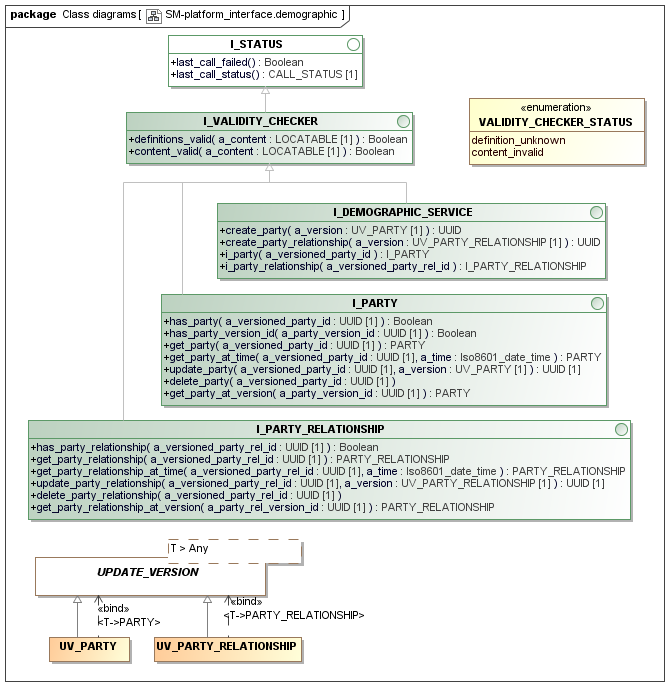 package Class diagrams [ SM-platform_interface.demographic ]
I_STATUS
+last_call_failed() : Boolean
+last_call_status() : CALL_STATUS [1]
I_VALIDITY_CHECKER
+definitions_valid( a_content : LOCATABLE [1] ) : Boolean
+content_valid( a_content : LOCATABLE [1] ) : Boolean
«enumeration»
VALIDITY_CHECKER_STATUS
definition_unknown
content_invalid
I_DEMOGRAPHIC_SERVICE
+create_party( a_version : UV_PARTY [1] ) : UUID
+create_party_relationship( a_version : UV_PARTY_RELATIONSHIP [1] ) : UUID
+i_party( a_versioned_party_id ) : I_PARTY
+i_party_relationship( a_versioned_party_rel_id ) : I_PARTY_RELATIONSHIP
I_PARTY
+has_party( a_versioned_party_id : UUID [1] ) : Boolean
+has_party_version_id( a_party_version_id : UUID [1] ) : Boolean
+get_party( a_versioned_party_id : UUID [1] ) : PARTY
+get_party_at_time( a_versioned_party_id : UUID [1], a_time : Iso8601_date_time ) : PARTY
+update_party( a_versioned_party_id : UUID [1], a_version : UV_PARTY [1] ) : UUID [1]
+delete_party( a_versioned_party_id : UUID [1] )
+get_party_at_version( a_party_version_id : UUID [1] ) : PARTY
I_PARTY_RELATIONSHIP
+has_party_relationship( a_versioned_party_rel_id : UUID [1] ) : Boolean
+get_party_relationship( a_versioned_party_rel_id : UUID [1] ) : PARTY_RELATIONSHIP
+get_party_relationship_at_time( a_versioned_party_rel_id : UUID [1], a_time : Iso8601_date_time ) : PARTY_RELATIONSHIP
+update_party_relationship( a_versioned_party_rel_id : UUID [1], a_version : UV_PARTY_RELATIONSHIP [1] ) : UUID [1]
+delete_party_relationship( a_versioned_party_rel_id : UUID [1] )
+get_party_relationship_at_version( a_party_rel_version_id : UUID [1] ) : PARTY_RELATIONSHIP
T > Any
UPDATE_VERSION
«bind»
<T->PARTY>
«bind»
<T->PARTY_RELATIONSHIP>
UV_PARTY
UV_PARTY_RELATIONSHIP